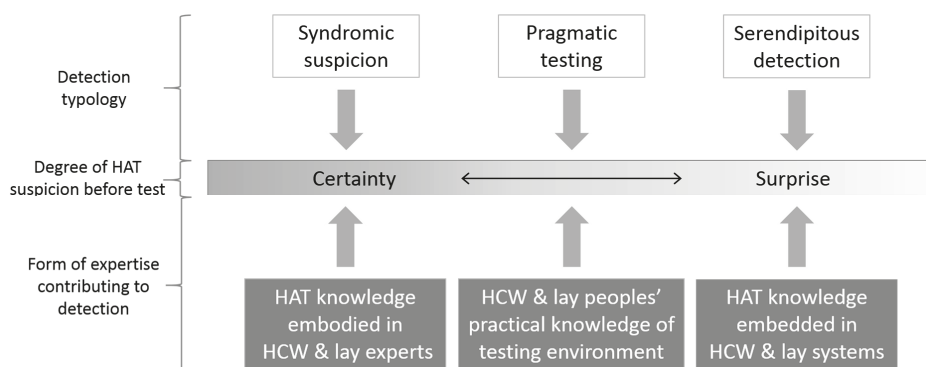 Detection
typology
Syndromic
suspicion
Pragmatic
testing
Serendipitous
detection
Degree of HAT
suspicion before test
Certainty
Surprise
Form of expertise
contributing to
detection
HAT knowledge
embodied in
HCW & lay experts
HCW & lay peoples’
practical knowledge of
testing environment
HAT knowledge
embedded in
HCW & lay systems